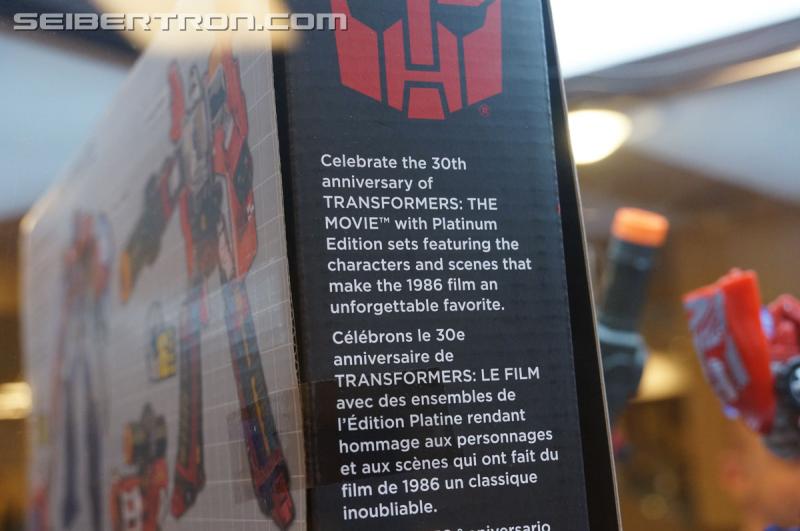 SEIBERTRON.COM
Celebrate the 30th
anniversary of
TRANSFORMERS: THE
MOVIE™ with Platinum
Edition sets featuring the
characters and scenes that
make the 1986 film an
unforgettable favorite.
Célébrons le 30e
anniversaire de
TRANSFORMERS: LE FILM
avec des ensembles de
l'Édition Platine rendant
hommage aux personnages
et aux scènes qui ont fait du
film de 1986 un classique
inoubliable.
aniversario